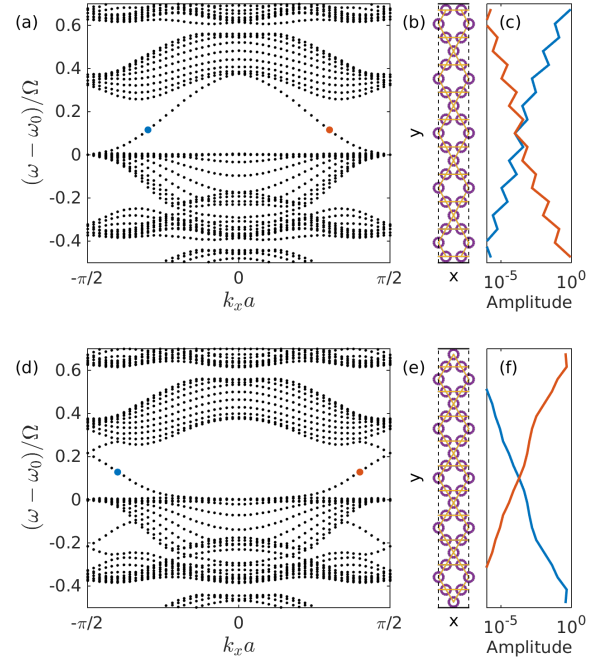 (a) (b) (c)
0.6
0.4
0.2
0
-0.2
-0.4
(ω − ω₀)/Ω
y
-π/2 0 π/2
kₓa
x
10⁻⁵ 10⁰
Amplitude
(d) (e) (f)
0.6
0.4
0.2
0
-0.2
-0.4
(ω − ω₀)/Ω
y
-π/2 0 π/2
kₓa
x
10⁻⁵ 10⁰
Amplitude